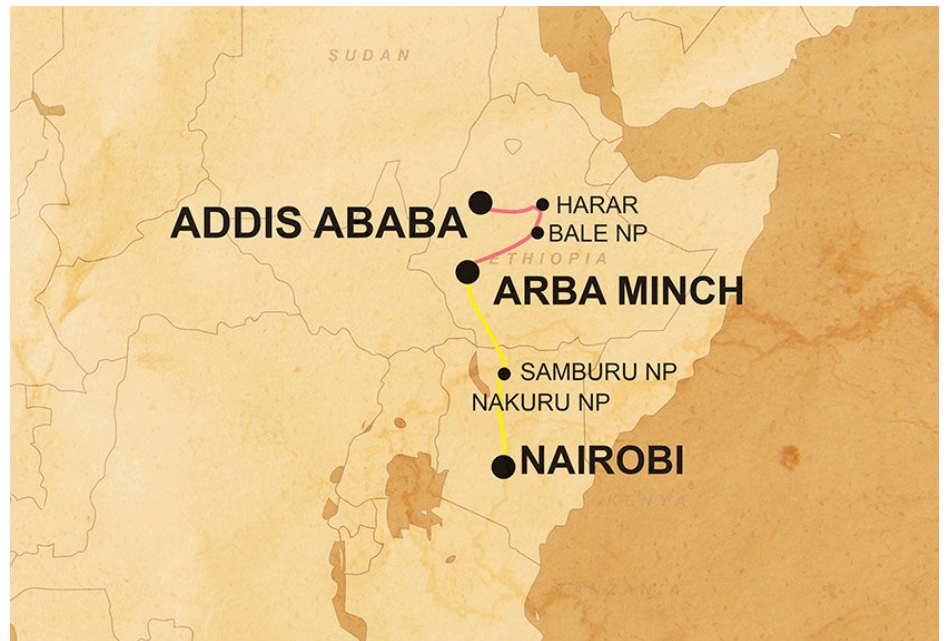 SUDAN
HARAR
ADDIS ABABA
BALE NP
ETHIOPIA
ARBA MINCH
SAMBURU NP
NAKURU NP
NAIROBI
KENYA
TANZANIA